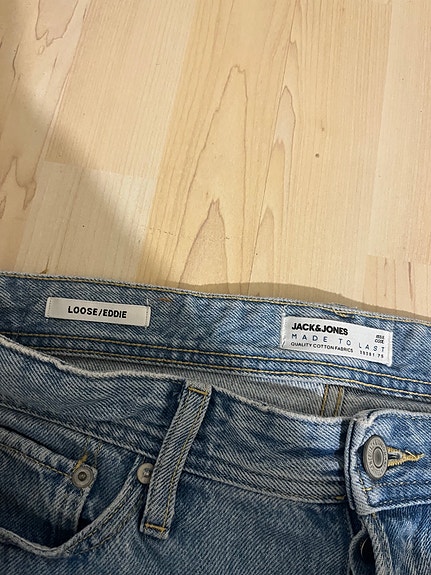 LOOSE/EDDIE
JACK&JONES
MADE TO LAST
QUALITY COTTON FABRICS